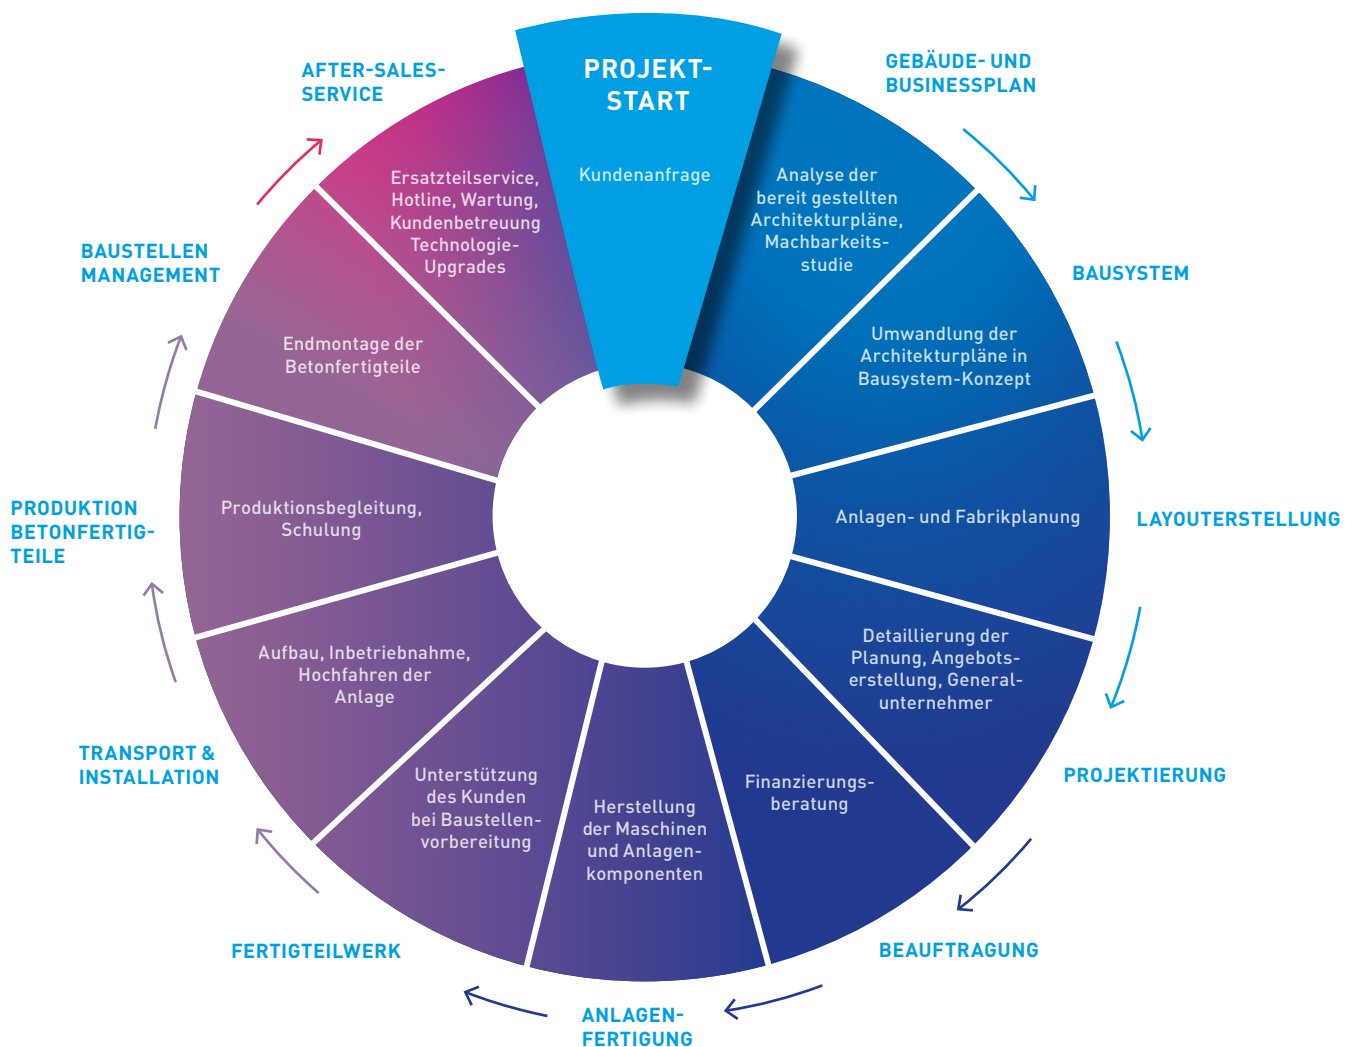 PROJEKT-
START
Kundenanfrage
GEBÄUDE- UND
BUSINESSPLAN
Analyse der
bereit gestellten
Architekturpläne,
Machbarkeits-
studie
BAUSYSTEM
Umwandlung der
Architekturpläne in
Bausystem-Konzept
LAYOUTERSTELLUNG
Anlagen- und Fabrikplanung
PROJEKTIERUNG
Detaillierung der
Planung, Angebots-
erstellung, General-
unternehmer
BEAUFTRAGUNG
Finanzierungs-
beratung
ANLAGEN-
FERTIGUNG
Herstellung
der Maschinen
und Anlagen-
komponenten
FERTIGTEILWERK
Unterstützung
des Kunden
bei Baustellen-
vorbereitung
TRANSPORT &
INSTALLATION
Aufbau, Inbetriebnahme,
Hochfahren der
Anlage
PRODUKTION
BETONFERTIG-
TEILE
Produktionsbegleitung,
Schulung
BAUSTELLEN
MANAGEMENT
Endmontage der
Betonfertigteile
AFTER-SALES-
SERVICE
Ersatzteilservice,
Hotline, Wartung,
Kundenbetreuung
Technologie-
Upgrades